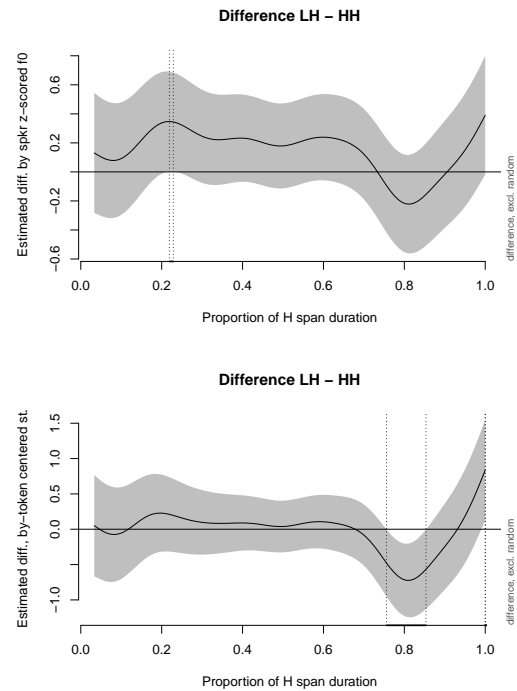 Difference LH − HH
Estimated diff. by spkr z−scored f0
−0.6
−0.2
0.2
0.6
0.0
0.2
0.4
0.6
0.8
1.0
Proportion of H span duration
difference, excl. random
Difference LH − HH
Estimated diff., by−token centered st.
−1.0
0.0
0.5
1.0
1.5
0.0
0.2
0.4
0.6
0.8
1.0
Proportion of H span duration
difference, excl. random